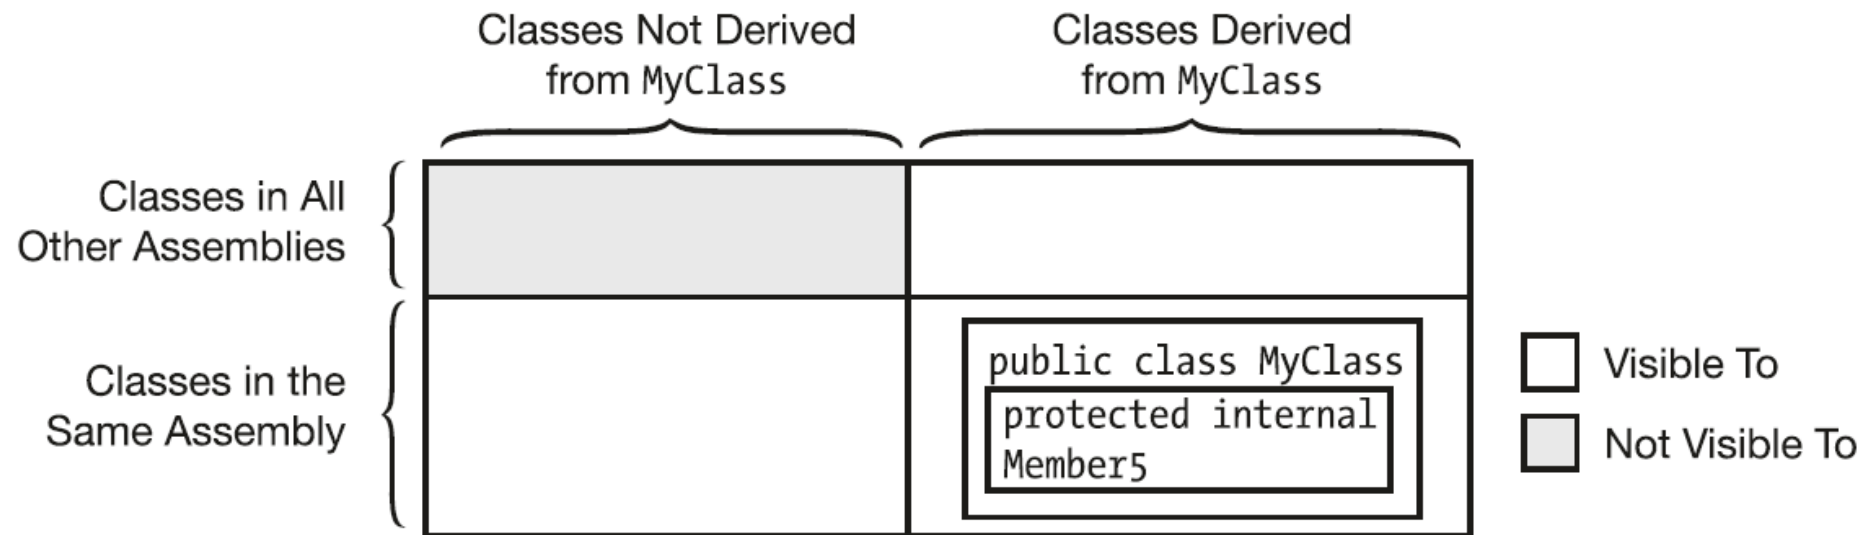 Classes Not Derived
from MyClass
Classes Derived
from MyClass
Classes in All
Other Assemblies
Classes in the
Same Assembly
public class MyClass
protected internal
Member5
Visible To
Not Visible To